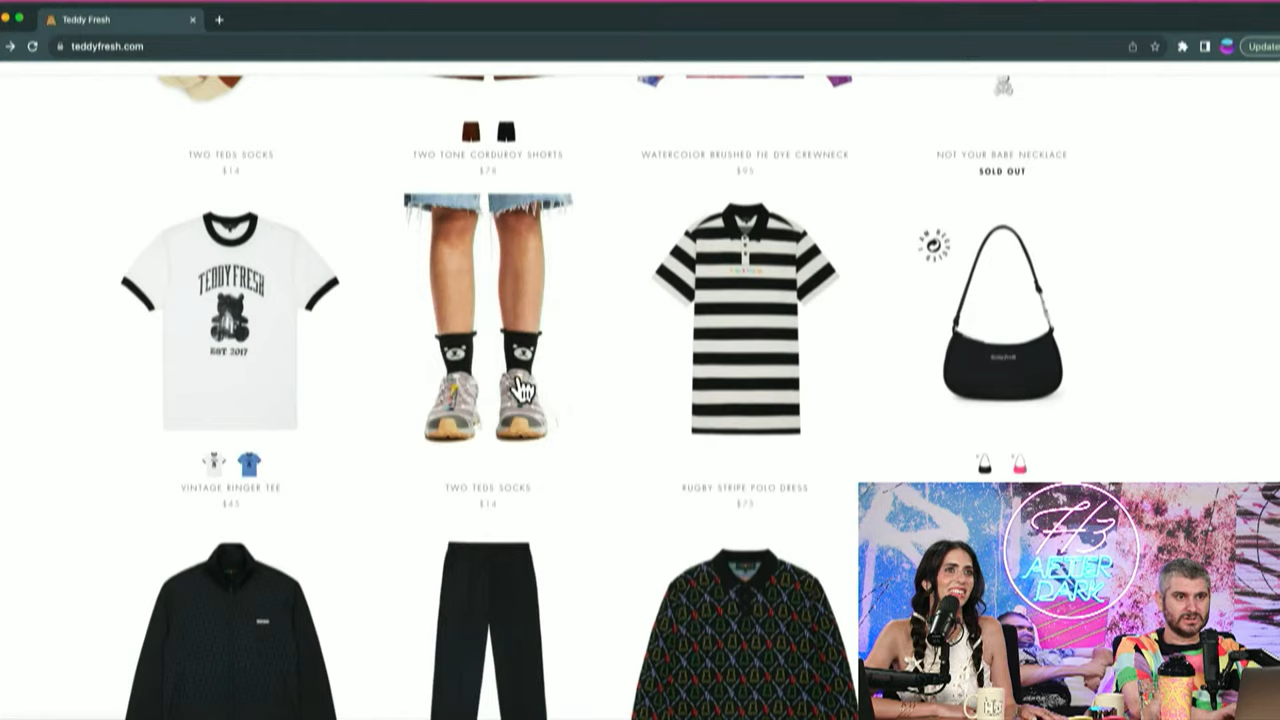 Teddy Fresh
teddyfresh.com
Update
TWO TEDS SOCKS
$14
TWO TONE CORDUROY SHORTS
$78
WATERCOLOR BRUSHED TIE DYE CREWNECK
$95
NOT YOUR BABE NECKLACE
SOLD OUT
TEDDY FRESH
EST 2017
VINTAGE RINGER TEE
$45
TWO TEDS SOCKS
$14
RUGBY STRIPE POLO DRESS
$75
H3
AFTER
DARK